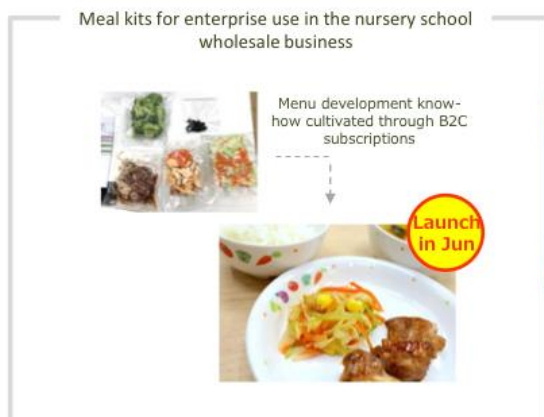 Meal kits for enterprise use in the nursery school
wholesale business
Menu development know-
how cultivated through B2C
subscriptions
Launch
in Jun